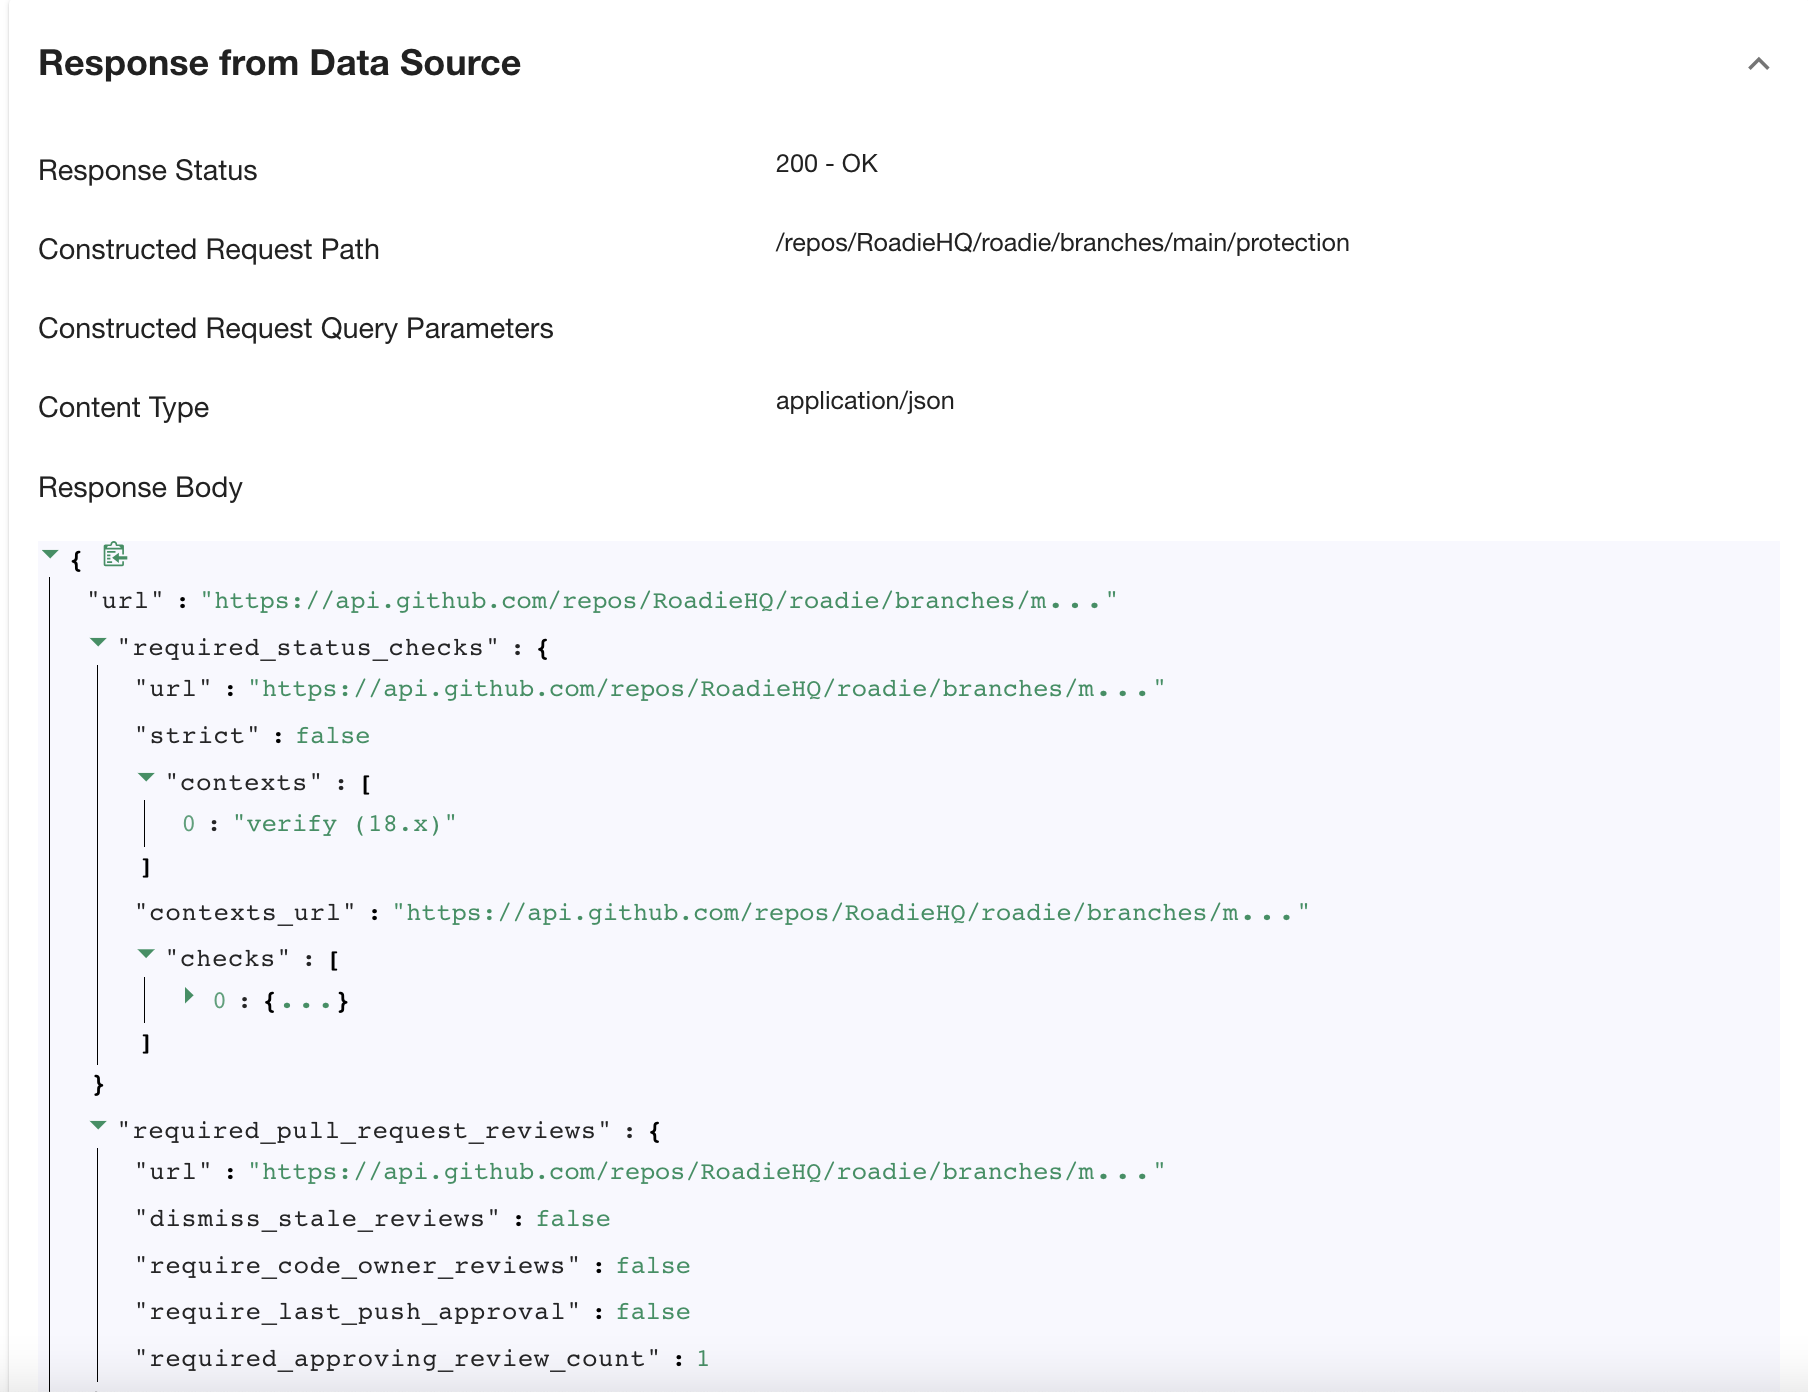 Response from Data Source
Response Status 200 - OK
Constructed Request Path /repos/RoadieHQ/roadie/branches/main/protection
Constructed Request Query Parameters
Content Type application/json
Response Body
{
"url" : "https://api.github.com/repos/RoadieHQ/roadie/branches/m..."
"required_status_checks" : {
"url" : "https://api.github.com/repos/RoadieHQ/roadie/branches/m..."
"strict" : false
"contexts" : [
0 : "verify (18.x)"
]
"contexts_url" : "https://api.github.com/repos/RoadieHQ/roadie/branches/m..."
"checks" : [
0 : {...}
]
}
"required_pull_request_reviews" : {
"url" : "https://api.github.com/repos/RoadieHQ/roadie/branches/m..."
"dismiss_stale_reviews" : false
"require_code_owner_reviews" : false
"require_last_push_approval" : false
"required_approving_review_count" : 1